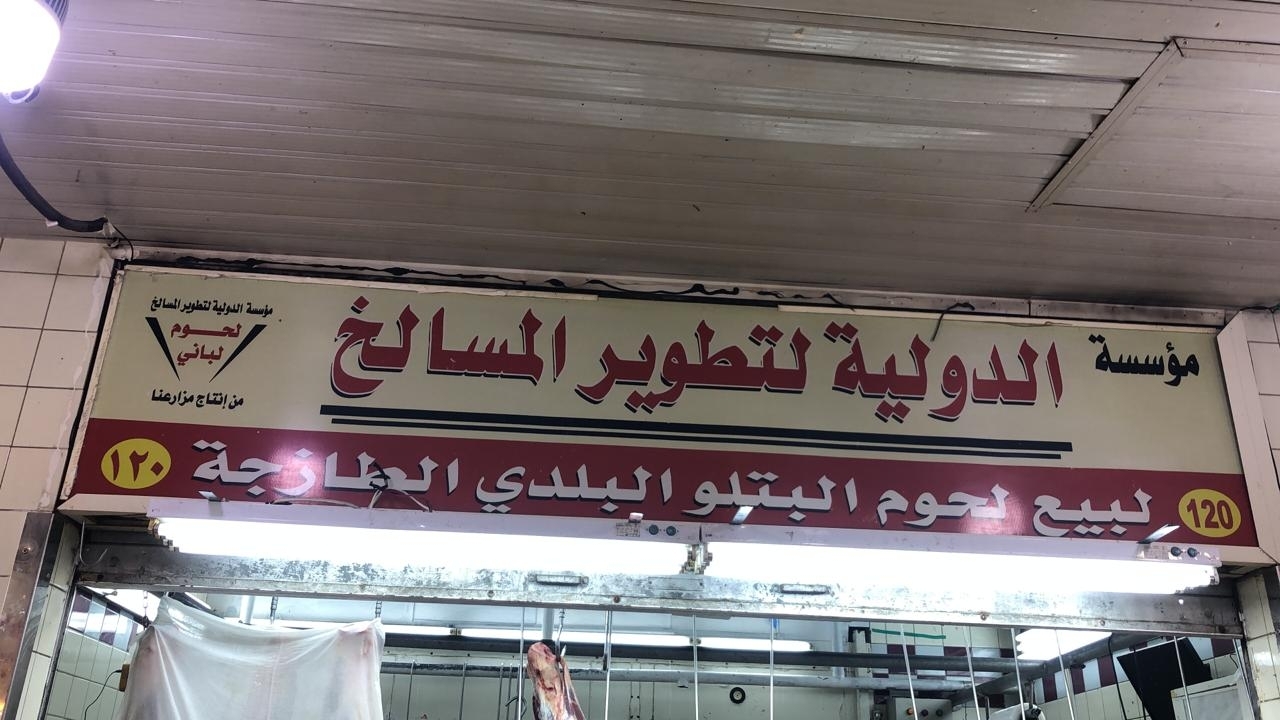 مؤسسة
الدولية لتطوير المسالخ
120 لبيع لحوم البتلو البلدي الطازجة ١٢٠
مؤسسة الدولية لتطوير المسالخ
لحوم
لباني
من إنتاج مزارعنا